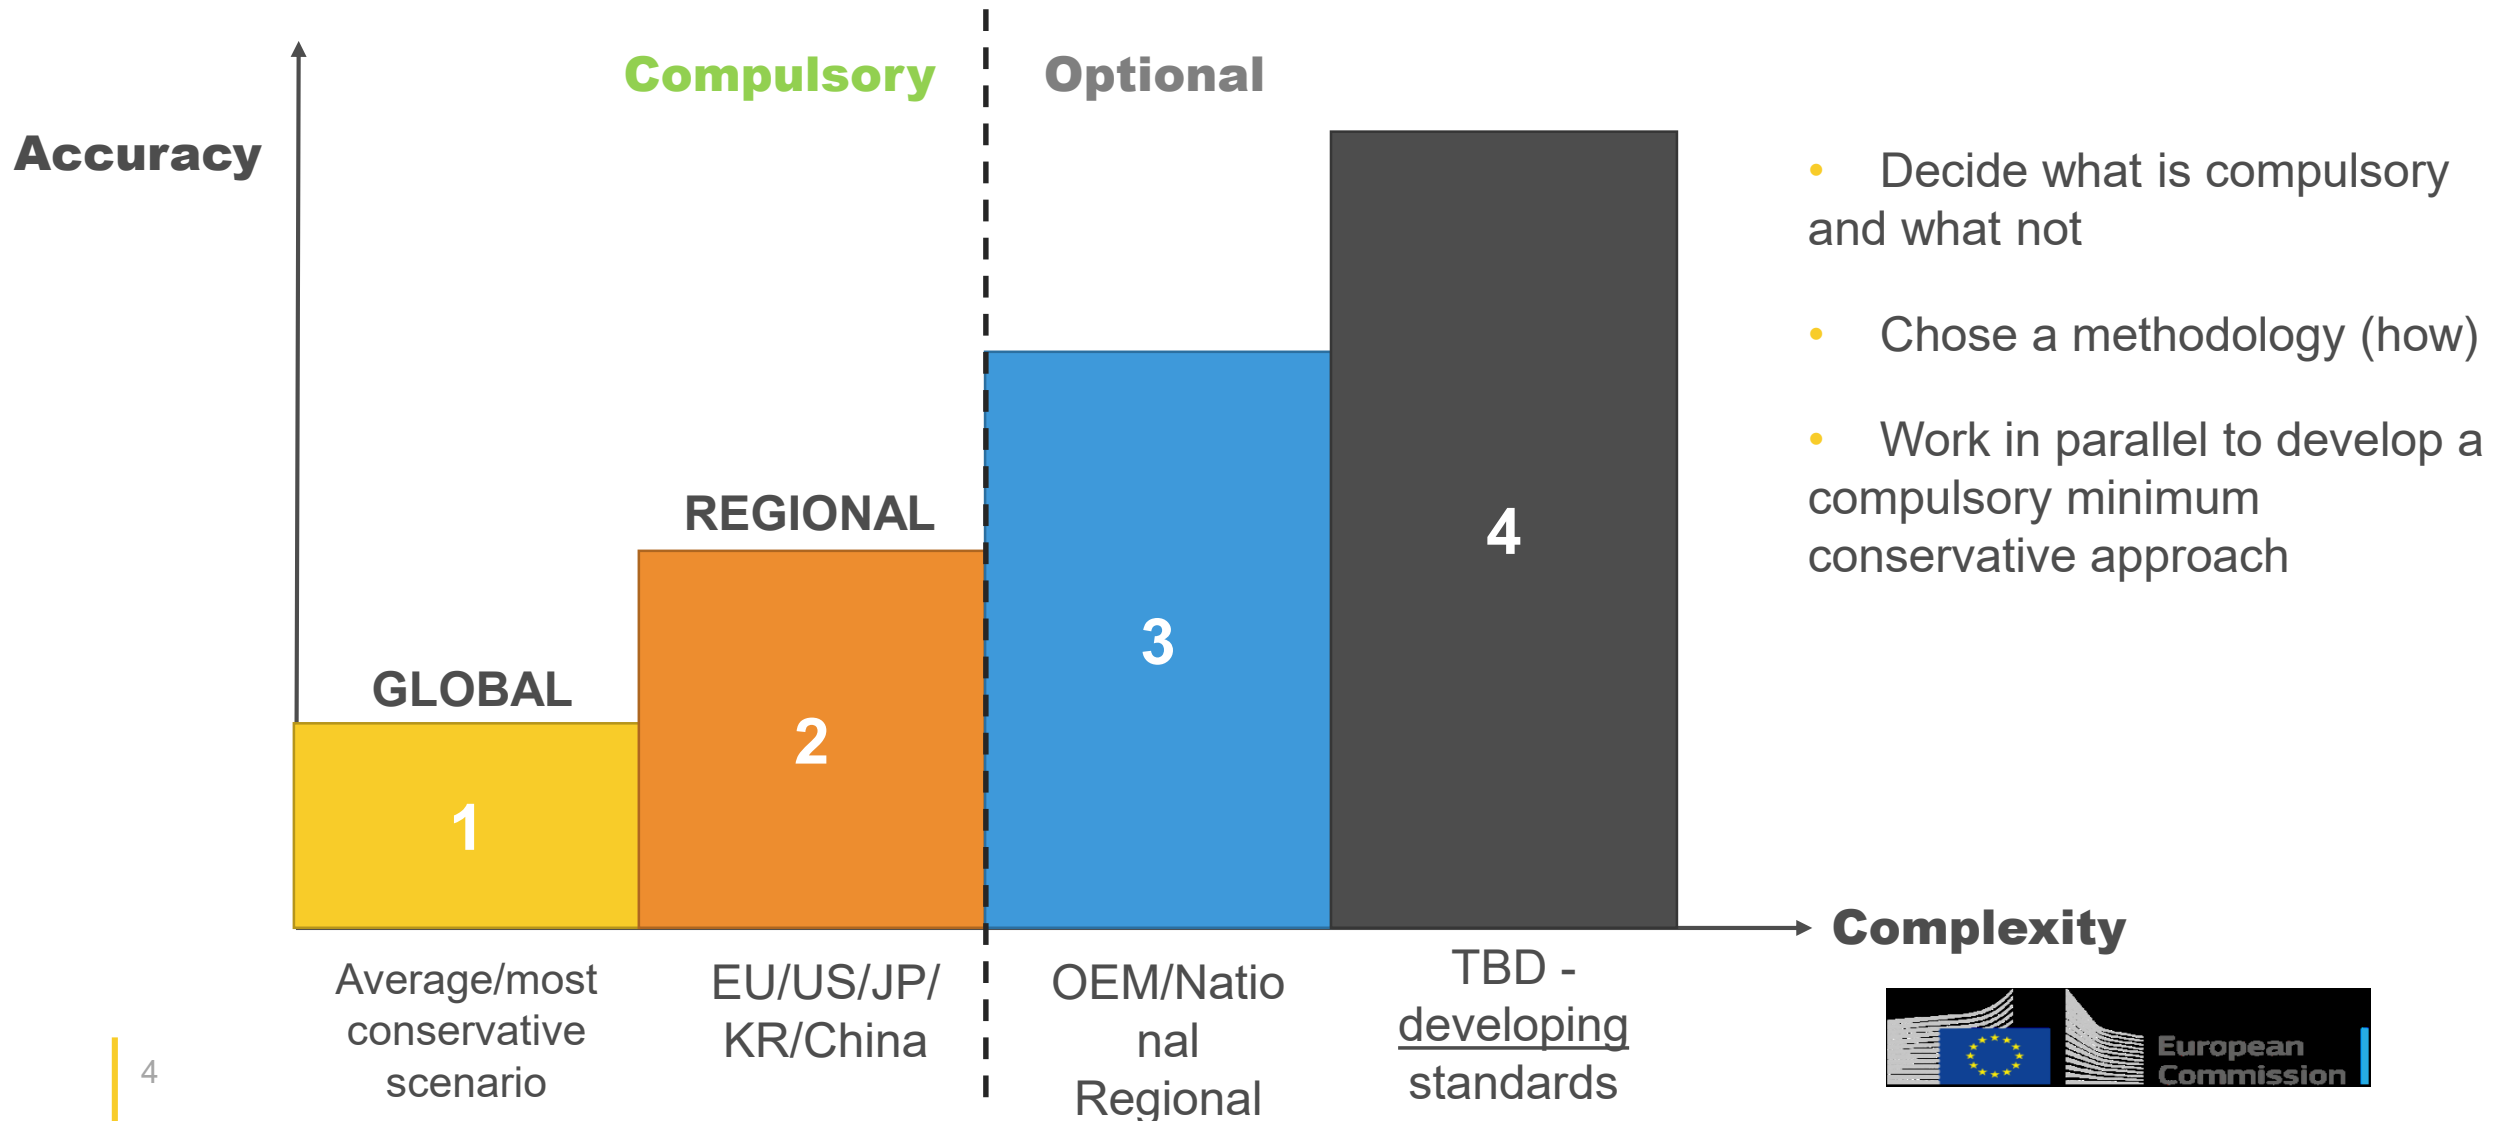 Compulsory
Optional
Accuracy
• Decide what is compulsory
and what not
• Chose a methodology (how)
• Work in parallel to develop a
compulsory minimum
conservative approach
REGIONAL
GLOBAL
4
3
2
1
Complexity
Average/most
conservative
scenario
EU/US/JP/
KR/China
OEM/Natio
nal
Regional
TBD -
developing
standards
European
Commission
4